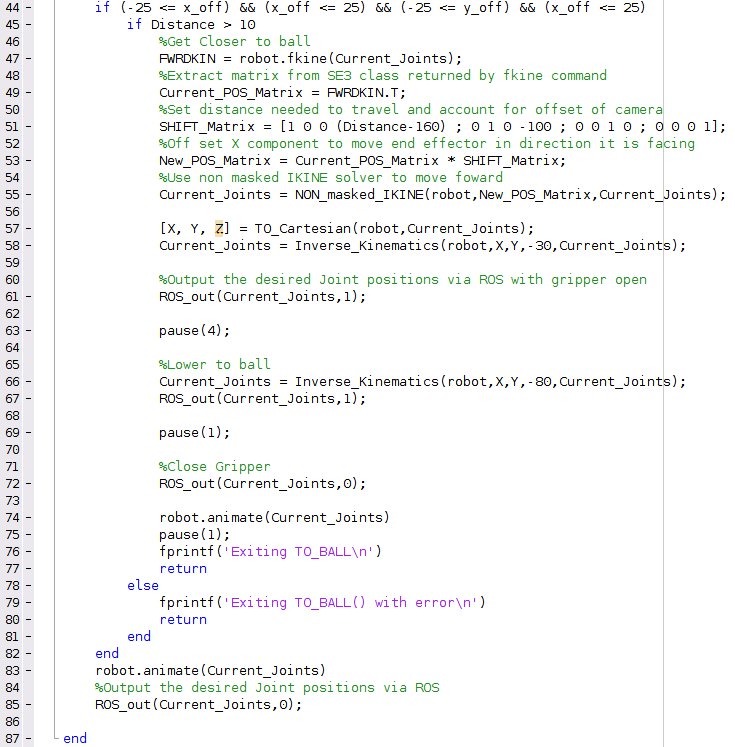 44 - if (-25 <= x_off) && (x_off <= 25) && (-25 <= y_off) && (x_off <= 25)
45 - if Distance > 10
46 %Get Closer to ball
47 - FWRDKIN = robot.fkine(Current_Joints);
48 %Extract matrix from SE3 class returned by fkine command
49 - Current_POS_Matrix = FWRDKIN.T;
50 %Set distance needed to travel and account for offset of camera
51 - SHIFT_Matrix = [1 0 0 (Distance-160) ; 0 1 0 -100 ; 0 0 1 0 ; 0 0 0 1];
52 %Off set X component to move end effector in direction it is facing
53 - New_POS_Matrix = Current_POS_Matrix * SHIFT_Matrix;
54 %Use non masked IKINE solver to move foward
55 - Current_Joints = NON_masked_IKINE(robot,New_POS_Matrix,Current_Joints);
56
57 - [X, Y, Z] = TO_Cartesian(robot,Current_Joints);
58 - Current_Joints = Inverse_Kinematics(robot,X,Y,-30,Current_Joints);
59
60 %Output the desired Joint positions via ROS with gripper open
61 - ROS_out(Current_Joints,1);
62
63 - pause(4);
64
65 %Lower to ball
66 - Current_Joints = Inverse_Kinematics(robot,X,Y,-80,Current_Joints);
67 - ROS_out(Current_Joints,1);
68
69 - pause(1);
70
71 %Close Gripper
72 - ROS_out(Current_Joints,0);
73
74 - robot.animate(Current_Joints)
75 - pause(1);
76 - fprintf('Exiting TO_BALL\n')
77 - return
78 - else
79 - fprintf('Exiting TO_BALL() with error\n')
80 - return
81 - end
82 - end
83 - robot.animate(Current_Joints)
84 %Output the desired Joint positions via ROS
85 - ROS_out(Current_Joints,0);
86
87 - end